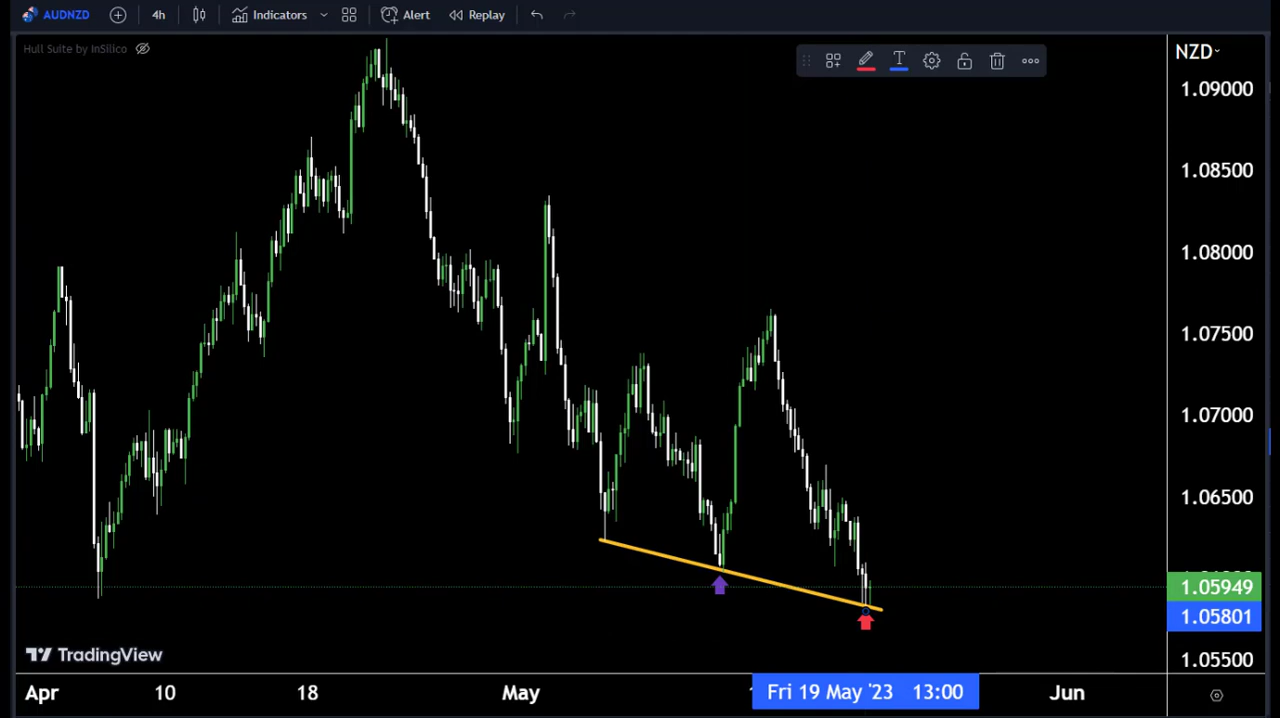 AUDNZD 4h Indicators Alert Replay
Hull Suite by InSilico
NZD
1.09000
1.08500
1.08000
1.07500
1.07000
1.06500
1.05949
1.05801
1.05500
TradingView
Apr 10 18 May Fri 19 May '23 13:00 Jun